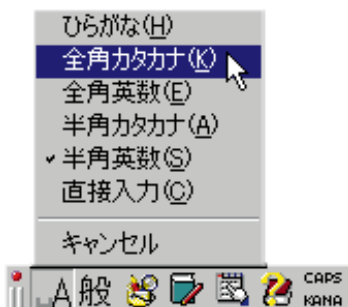 ひらがな(H)
全角カタカナ(K)
全角英数(E)
半角カタカナ(A)
半角英数(S)
直接入力(C)
キャンセル
A 般 CAPS
KANA